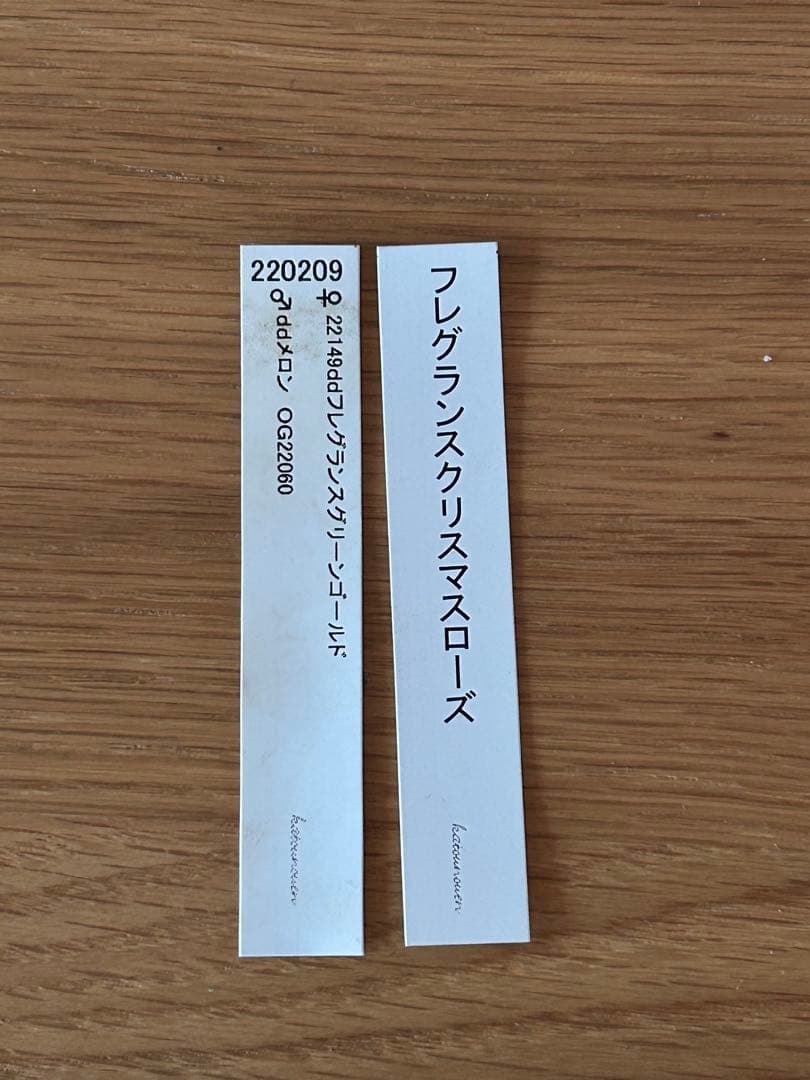 220209
♀ 22149ddフレグランスグリーンゴールド
♂ddメロン OG22060
katounouen
フレグランスクリスマスローズ
katounouen